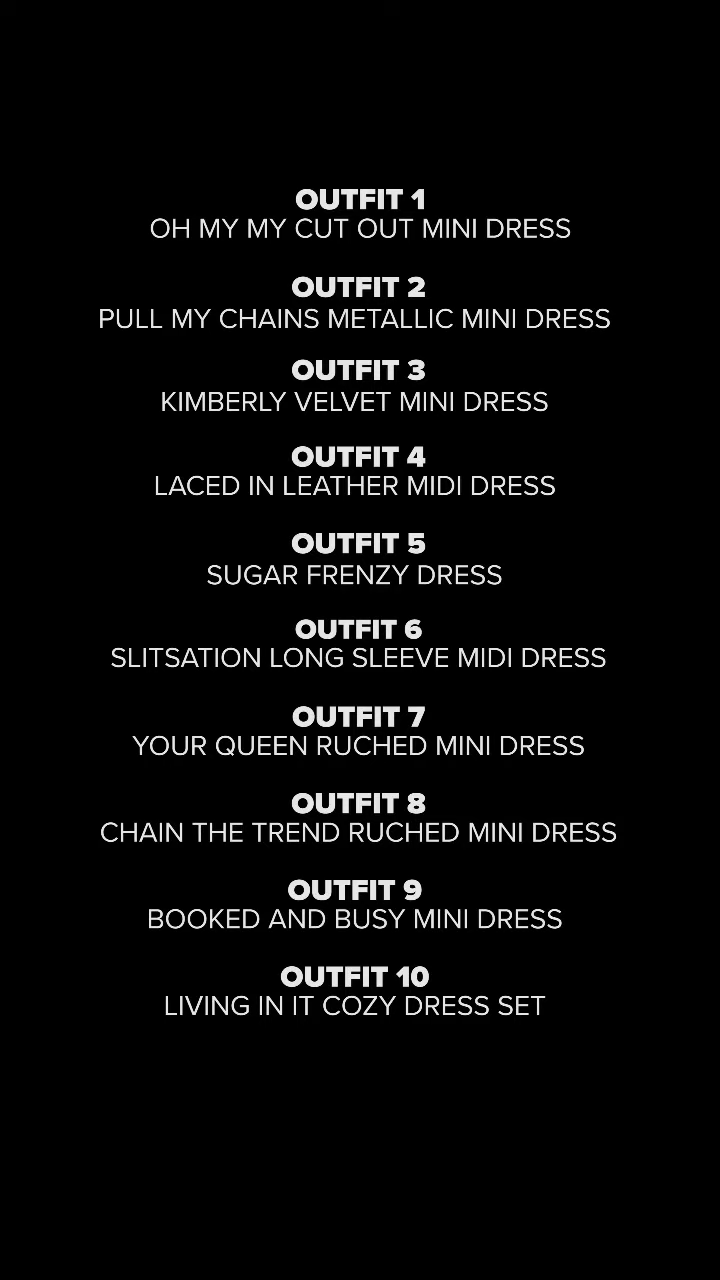 OUTFIT 1
OH MY MY CUT OUT MINI DRESS
OUTFIT 2
PULL MY CHAINS METALLIC MINI DRESS
OUTFIT 3
KIMBERLY VELVET MINI DRESS
OUTFIT 4
LACED IN LEATHER MIDI DRESS
OUTFIT 5
SUGAR FRENZY DRESS
OUTFIT 6
SLITSATION LONG SLEEVE MIDI DRESS
OUTFIT 7
YOUR QUEEN RUCHED MINI DRESS
OUTFIT 8
CHAIN THE TREND RUCHED MINI DRESS
OUTFIT 9
BOOKED AND BUSY MINI DRESS
OUTFIT 10
LIVING IN IT COZY DRESS SET